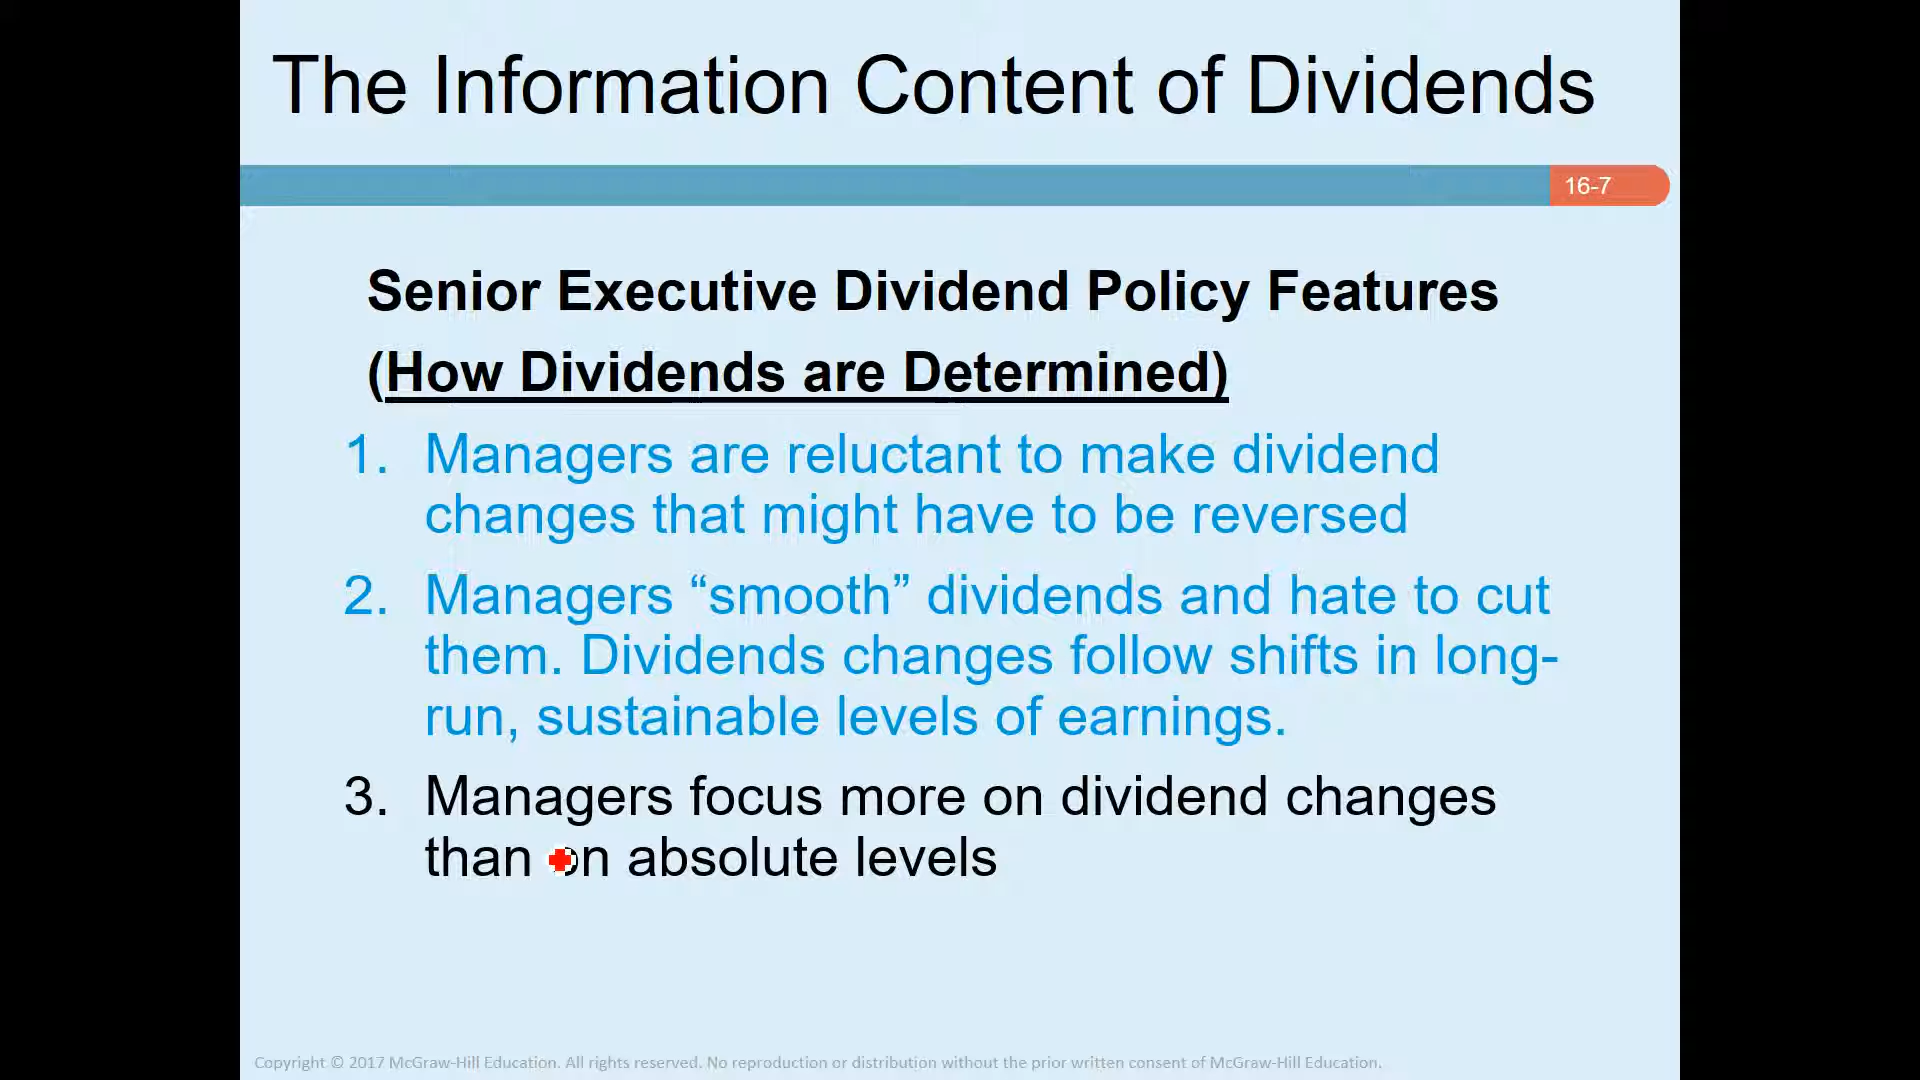 The Information Content of Dividends
16-7
Senior Executive Dividend Policy Features
(How Dividends are Determined)
1. Managers are reluctant to make dividend
changes that might have to be reversed
2. Managers “smooth” dividends and hate to cut
them. Dividends changes follow shifts in long-
run, sustainable levels of earnings.
3. Managers focus more on dividend changes
than on absolute levels
Copyright © 2017 McGraw-Hill Education. All rights reserved. No reproduction or distribution without the prior written consent of McGraw-Hill Education.